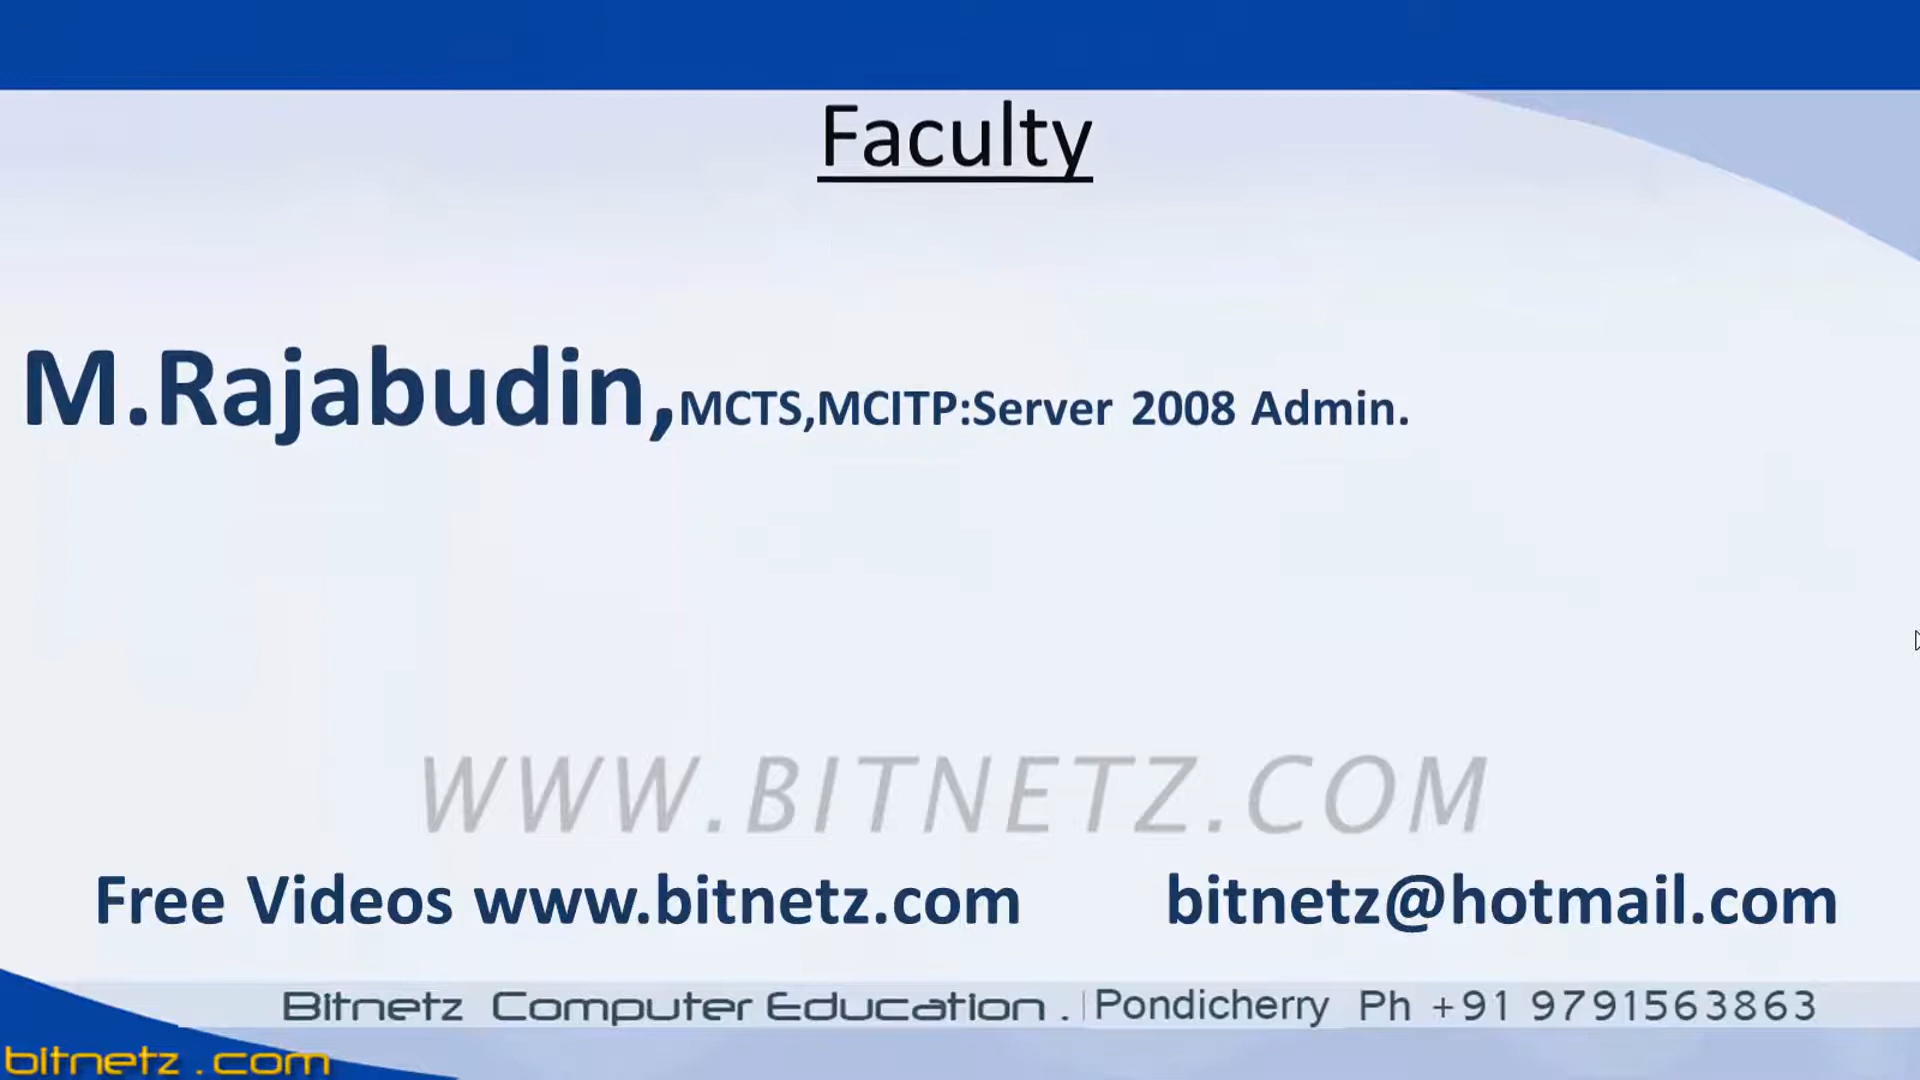 Faculty
M.Rajabudin,MCTS,MCITP:Server 2008 Admin.
WWW.BITNETZ.COM
Free Videos www.bitnetz.com bitnetz@hotmail.com
Bitnetz Computer Education . | Pondicherry Ph +91 9791563863
bitnetz.com